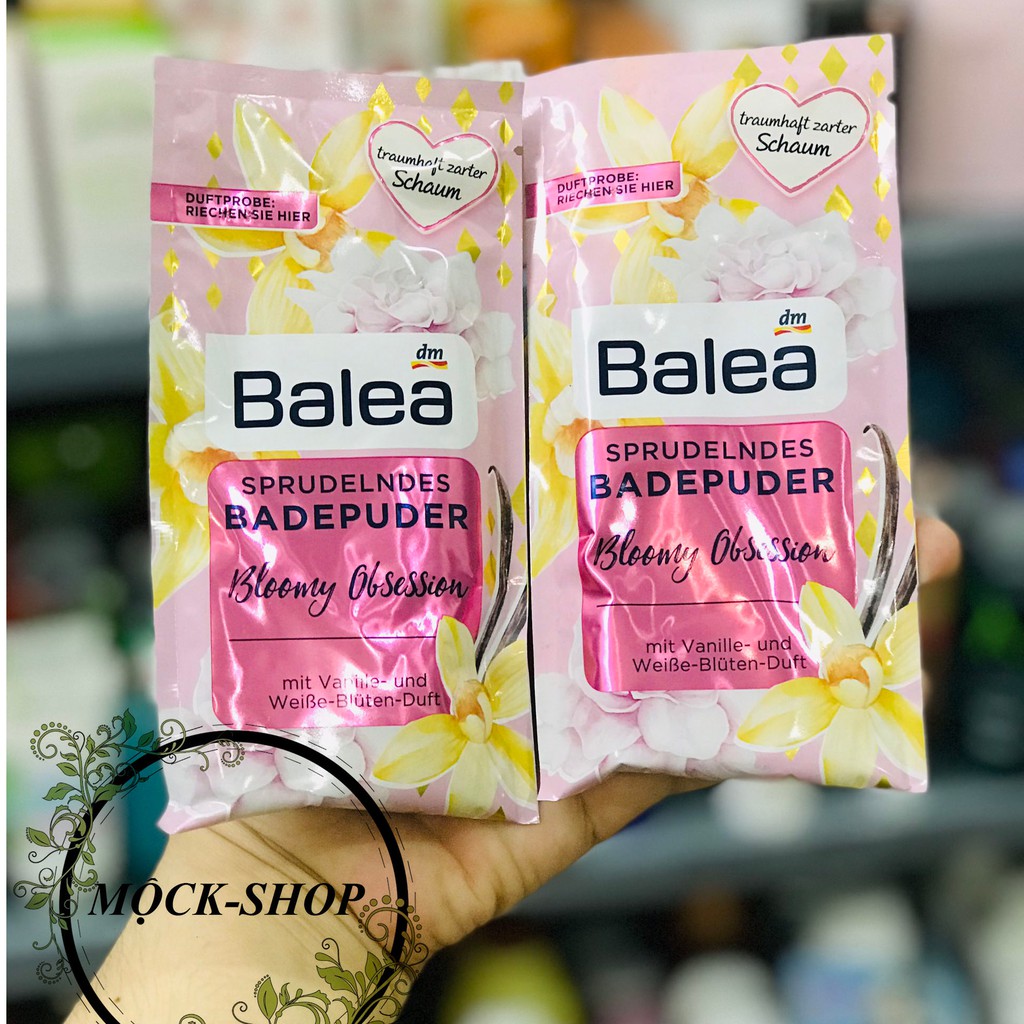 traumhaft zarter
Schaum
DUFTPROBE:
RIECHEN SIE HIER
dm
Balea
SPRUDELNDES
BADEPUDER
Bloomy Obsession
mit Vanille- und
Weiße-Blüten-Duft
traumhaft zarter
Schaum
DUFTPROBE:
RIECHEN SIE HIER
dm
Balea
SPRUDELNDES
BADEPUDER
Bloomy Obsession
mit Vanille- und
Weiße-Blüten-Duft
MỘCK-SHOP